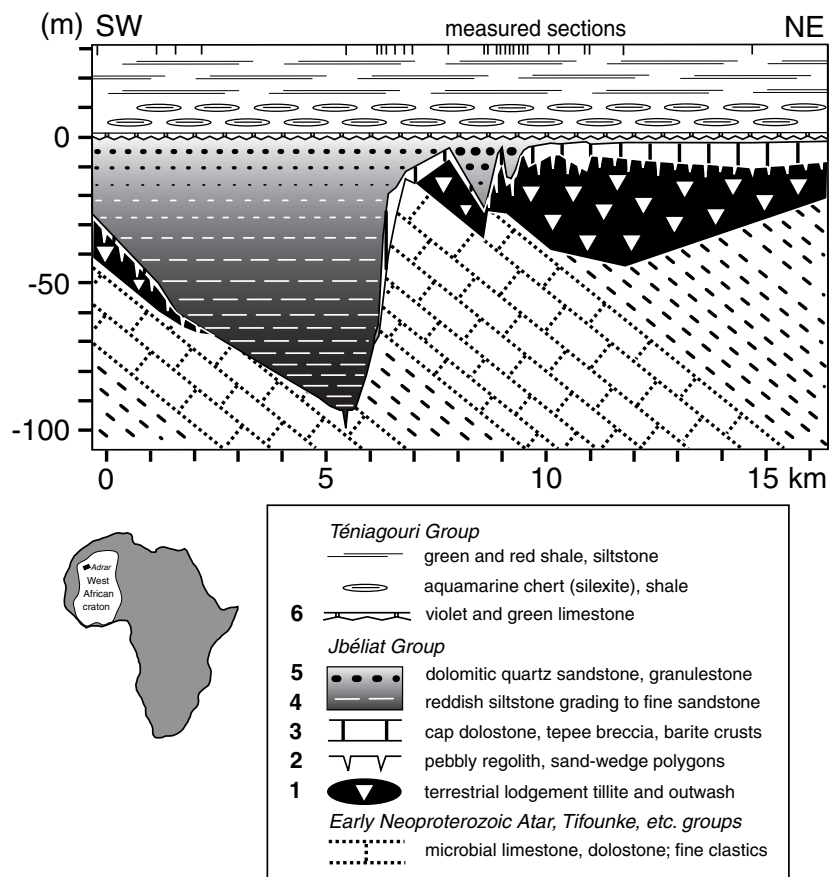 (m) SW measured sections NE
0
-50
-100
0 5 10 15 km
Adrar
West
African
craton
Téniagouri Group
green and red shale, siltstone
aquamarine chert (silexite), shale
6 violet and green limestone
Jbéliat Group
5 dolomitic quartz sandstone, granulestone
4 reddish siltstone grading to fine sandstone
3 cap dolostone, tepee breccia, barite crusts
2 pebbly regolith, sand-wedge polygons
1 terrestrial lodgement tillite and outwash
Early Neoproterozoic Atar, Tifounke, etc. groups
microbial limestone, dolostone; fine clastics